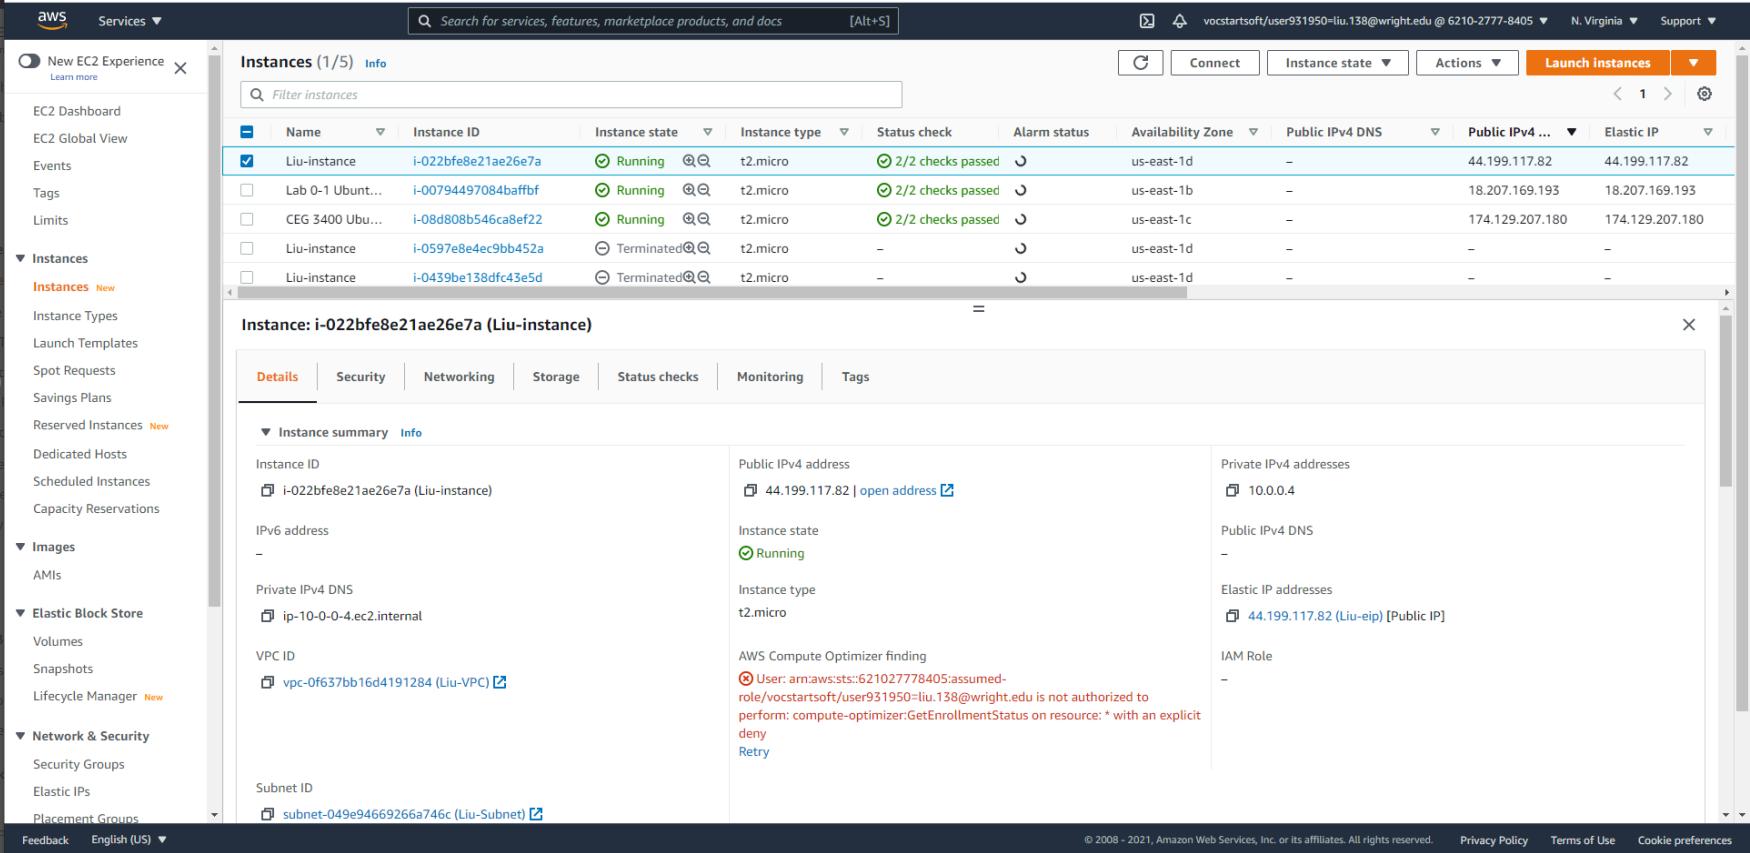 aws Services Search for services, features, marketplace products, and docs [Alt+S] vocstartsoft/user931950=liu.138@wright.edu @ 6210-2777-8405 N. Virginia Support
New EC2 Experience
Learn more
EC2 Dashboard
EC2 Global View
Events
Tags
Limits
Instances
Instances New
Instance Types
Launch Templates
Spot Requests
Savings Plans
Reserved Instances New
Dedicated Hosts
Scheduled Instances
Capacity Reservations
Images
AMIs
Elastic Block Store
Volumes
Snapshots
Lifecycle Manager New
Network & Security
Security Groups
Elastic IPs
Placement Groups
Instances (1/5) Info Connect Instance state Actions Launch instances
Filter instances 1
Name Instance ID Instance state Instance type Status check Alarm status Availability Zone Public IPv4 DNS Public IPv4 ... Elastic IP
Liu-instance i-022bfe8e21ae26e7a Running t2.micro 2/2 checks passed us-east-1d – 44.199.117.82 44.199.117.82
Lab 0-1 Ubunt... i-00794497084baffbf Running t2.micro 2/2 checks passed us-east-1b – 18.207.169.193 18.207.169.193
CEG 3400 Ubu... i-08d808b546ca8ef22 Running t2.micro 2/2 checks passed us-east-1c – 174.129.207.180 174.129.207.180
Liu-instance i-0597e8e4ec9bb452a Terminated t2.micro – us-east-1d – – –
Liu-instance i-0439be138dfc43e5d Terminated t2.micro – us-east-1d – – –
Instance: i-022bfe8e21ae26e7a (Liu-instance)
Details Security Networking Storage Status checks Monitoring Tags
Instance summary Info
Instance ID
i-022bfe8e21ae26e7a (Liu-instance)
Public IPv4 address
44.199.117.82 | open address
Private IPv4 addresses
10.0.0.4
IPv6 address
–
Instance state
Running
Public IPv4 DNS
–
Private IPv4 DNS
ip-10-0-0-4.ec2.internal
Instance type
t2.micro
Elastic IP addresses
44.199.117.82 (Liu-eip) [Public IP]
VPC ID
vpc-0f637bb16d4191284 (Liu-VPC)
AWS Compute Optimizer finding
User: arn:aws:sts::621027778405:assumed-
role/vocstartsoft/user931950=liu.138@wright.edu is not authorized to
perform: compute-optimizer:GetEnrollmentStatus on resource: * with an explicit
deny
Retry
IAM Role
–
Subnet ID
subnet-049e94669266a746c (Liu-Subnet)
Feedback English (US) © 2008 - 2021, Amazon Web Services, Inc. or its affiliates. All rights reserved. Privacy Policy Terms of Use Cookie preferences